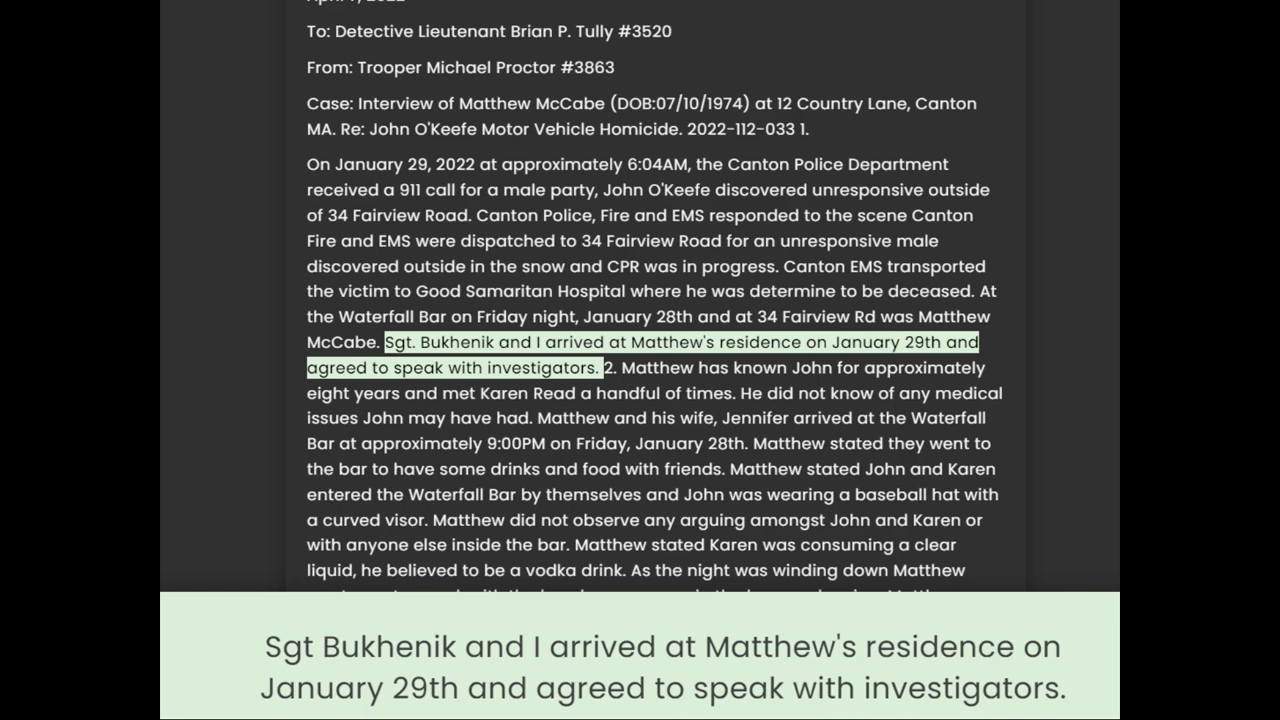 April 7, 2022
To: Detective Lieutenant Brian P. Tully #3520
From: Trooper Michael Proctor #3863
Case: Interview of Matthew McCabe (DOB:07/10/1974) at 12 Country Lane, Canton
MA. Re: John O'Keefe Motor Vehicle Homicide. 2022-112-033 1.
On January 29, 2022 at approximately 6:04AM, the Canton Police Department
received a 911 call for a male party, John O'Keefe discovered unresponsive outside
of 34 Fairview Road. Canton Police, Fire and EMS responded to the scene Canton
Fire and EMS were dispatched to 34 Fairview Road for an unresponsive male
discovered outside in the snow and CPR was in progress. Canton EMS transported
the victim to Good Samaritan Hospital where he was determine to be deceased. At
the Waterfall Bar on Friday night, January 28th and at 34 Fairview Rd was Matthew
McCabe. Sgt. Bukhenik and I arrived at Matthew's residence on January 29th and
agreed to speak with investigators. 2. Matthew has known John for approximately
eight years and met Karen Read a handful of times. He did not know of any medical
issues John may have had. Matthew and his wife, Jennifer arrived at the Waterfall
Bar at approximately 9:00PM on Friday, January 28th. Matthew stated they went to
the bar to have some drinks and food with friends. Matthew stated John and Karen
entered the Waterfall Bar by themselves and John was wearing a baseball hat with
a curved visor. Matthew did not observe any arguing amongst John and Karen or
with anyone else inside the bar. Matthew stated Karen was consuming a clear
liquid, he believed to be a vodka drink. As the night was winding down Matthew
Sgt Bukhenik and I arrived at Matthew's residence on
January 29th and agreed to speak with investigators.